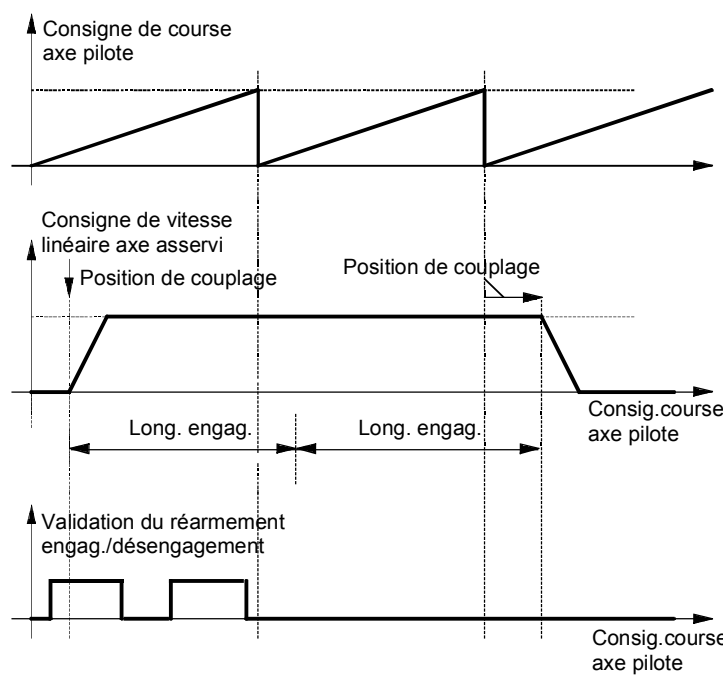 Consigne de course
axe pilote
Consigne de vitesse
linéaire axe asservi
Position de couplage
Position de couplage
Consig.course
axe pilote
Long. engag.
Long. engag.
Validation du réarmement
engag./désengagement
Consig.course
axe pilote